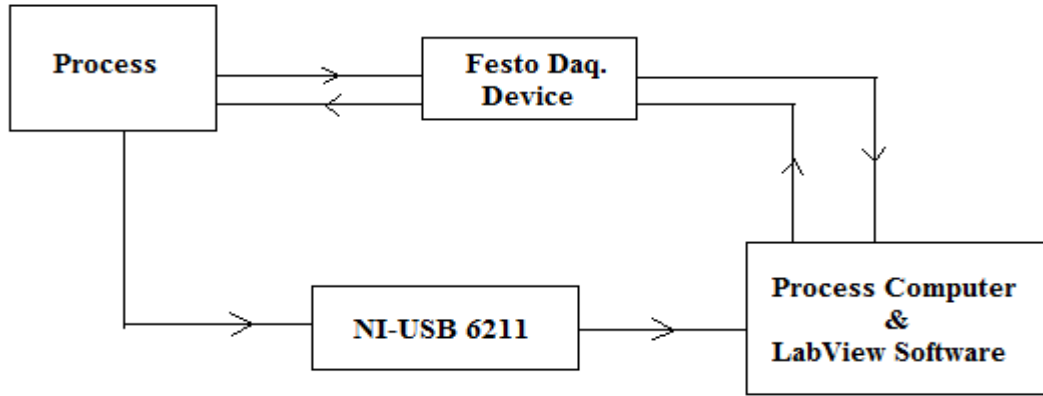 Process
Festo Daq.
Device
NI-USB 6211
Process Computer
&
LabView Software